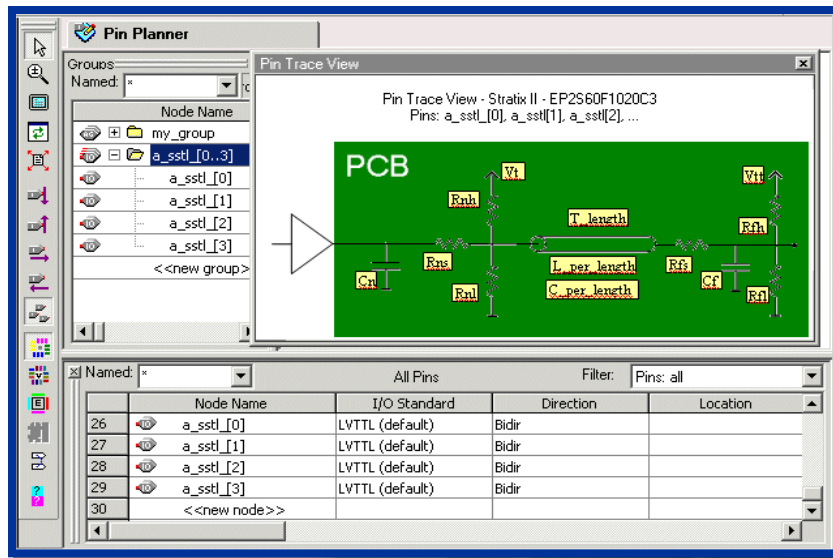 Pin Planner
Groups
Named: *
Node Name
my_group
a_sstl_[0..3]
a_sstl_[0]
a_sstl_[1]
a_sstl_[2]
a_sstl_[3]
<<new group>
Pin Trace View
Pin Trace View - Stratix II - EP2S60F1020C3
Pins: a_sstl_[0], a_sstl[1], a_sstl[2], ...
PCB
Vt
Vtt
Rnh
T_length
Rfh
Rns
L_per_length
Rfs
Cn
Rnl
C_per_length
Cf
Rfl
Named: * All Pins Filter: Pins: all
Node Name I/O Standard Direction Location
26 a_sstl_[0] LVTTL (default) Bidir
27 a_sstl_[1] LVTTL (default) Bidir
28 a_sstl_[2] LVTTL (default) Bidir
29 a_sstl_[3] LVTTL (default) Bidir
30 <<new node>>